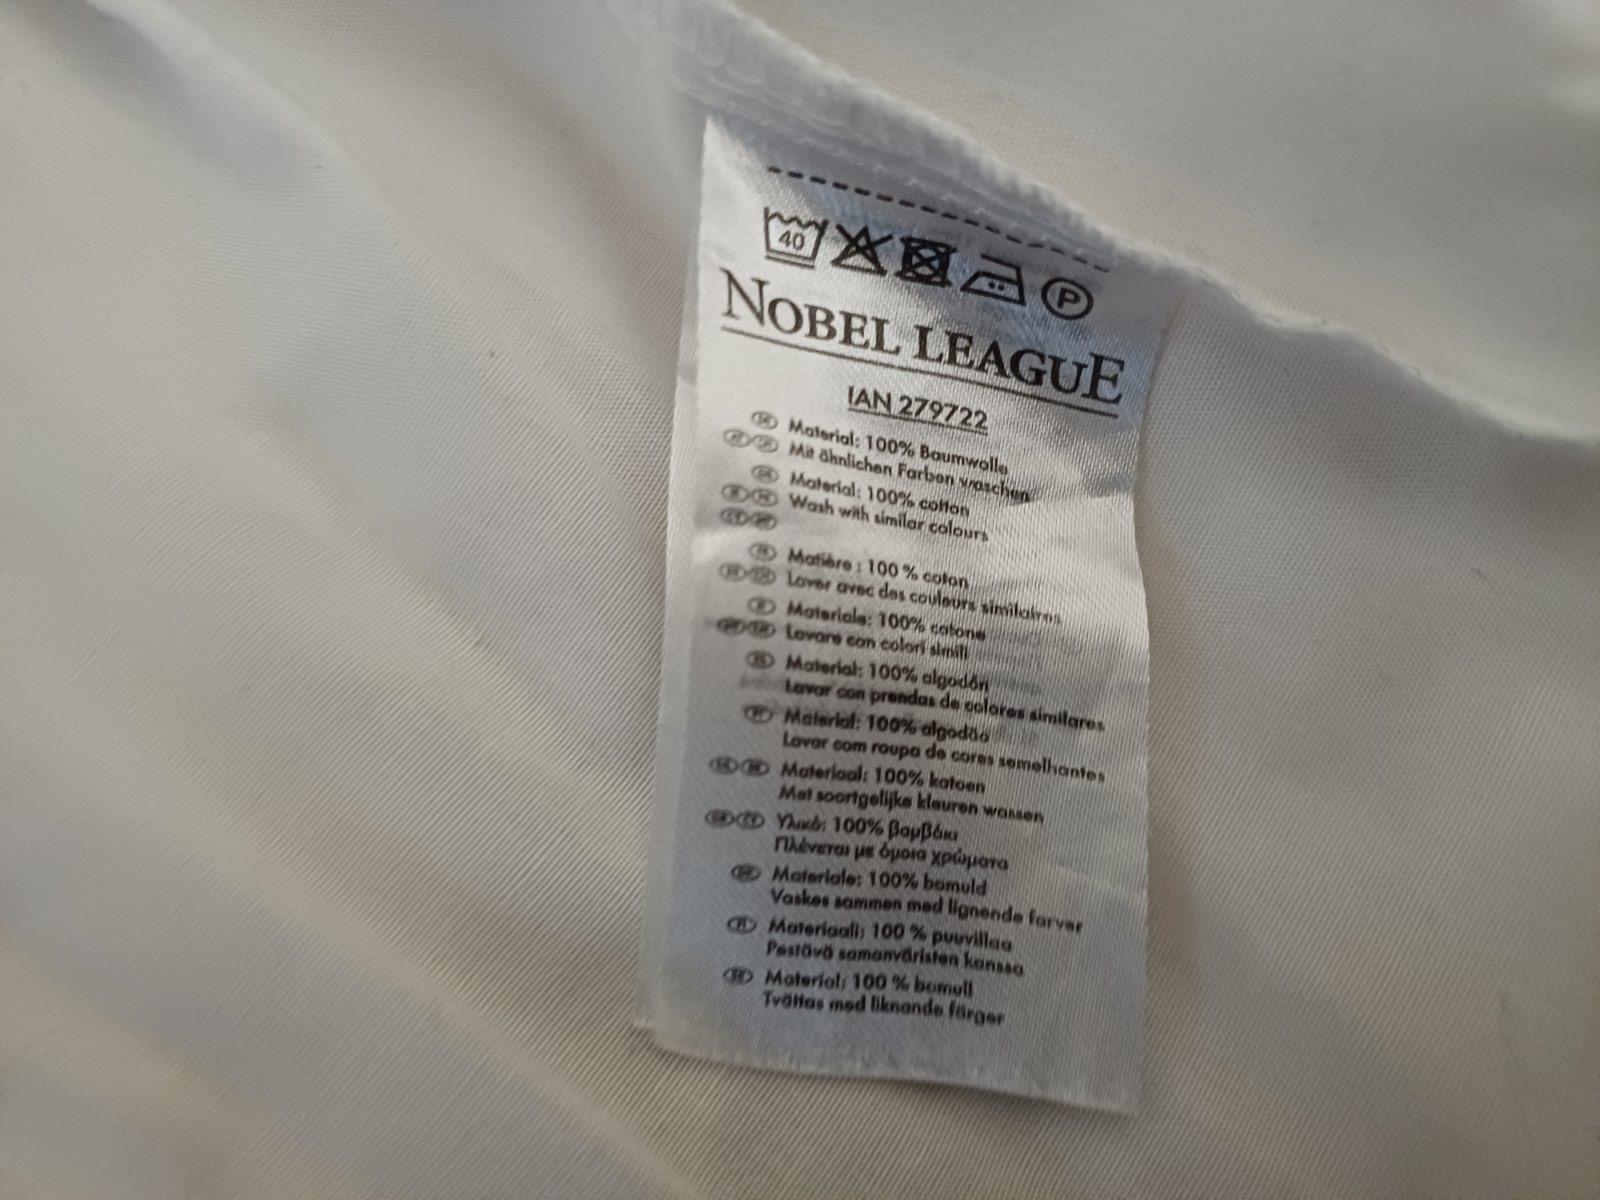 40
P
NOBEL LEAGUE
IAN 279722
Material: 100% Baumwolle
Mit ähnlichen Farben waschen
Material: 100% cotton
Wash with similar colours
Matière : 100 % coton
Laver avec des couleurs similaires
Materiale: 100% cotone
Lavare con colori simili
Material: 100% algodón
Lavar con prendas de colores similares
Material: 100% algodão
Lavar com roupa de cores semelhantes
Materiaal: 100% katoen
Met soortgelijke kleuren wassen
Υλικό: 100% βαμβάκι
Πλένεται με όμοια χρώματα
Materiale: 100% bomuld
Vaskes sammen med lignende farver
Materiaali: 100 % puuvillaa
Pestävä samanväristen kanssa
Material: 100 % bomull
Tvättas med liknande färger